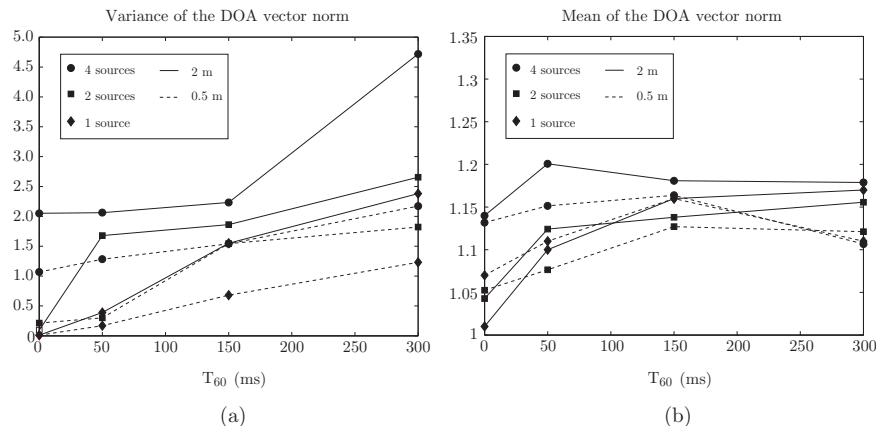 Variance of the DOA vector norm
5.0
4.5
4.0
3.5
3.0
2.5
2.0
1.5
1.0
0.5
0
0
50
100
150
200
250
300
4 sources
2 sources
1 source
2 m
0.5 m
T60 (ms)
(a)
Mean of the DOA vector norm
1.35
1.3
1.25
1.2
1.15
1.1
1.05
1
0
50
100
150
200
250
300
4 sources
2 sources
1 source
2 m
0.5 m
T60 (ms)
(b)